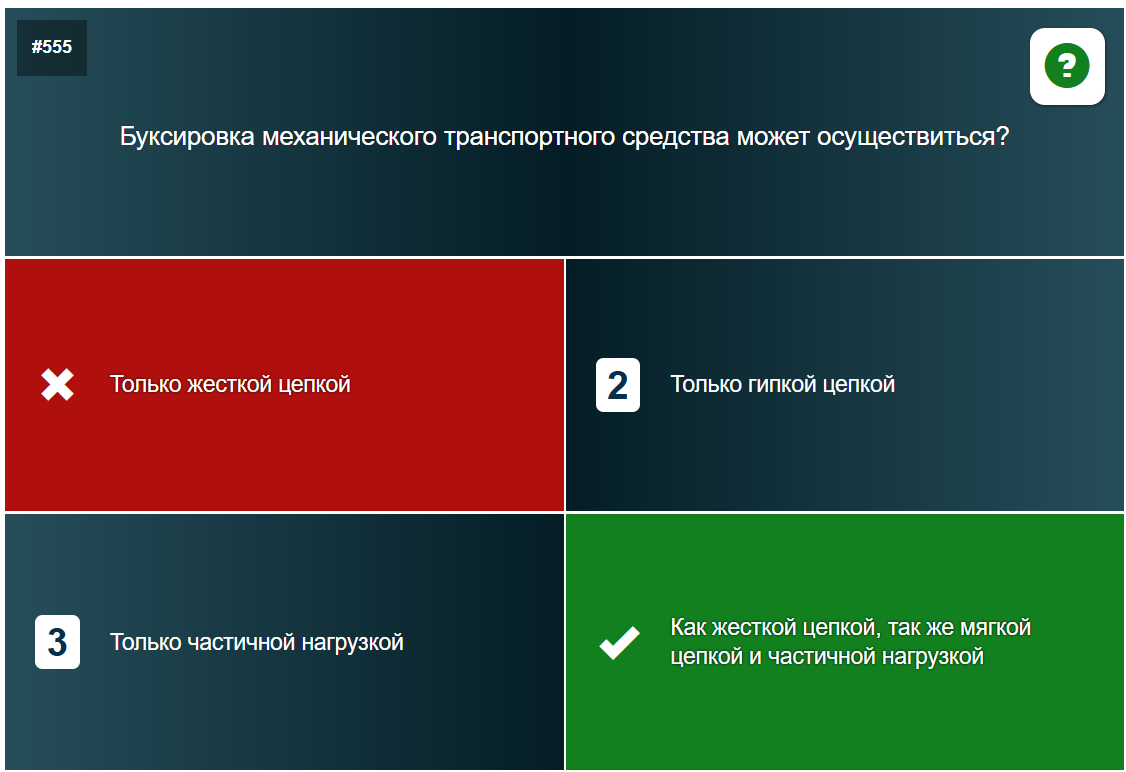 #555
?
Буксировка механического транспортного средства может осуществиться?
Только жесткой цепкой
2
Только гипкой цепкой
3
Только частичной нагрузкой
Как жесткой цепкой, так же мягкой
цепкой и частичной нагрузкой